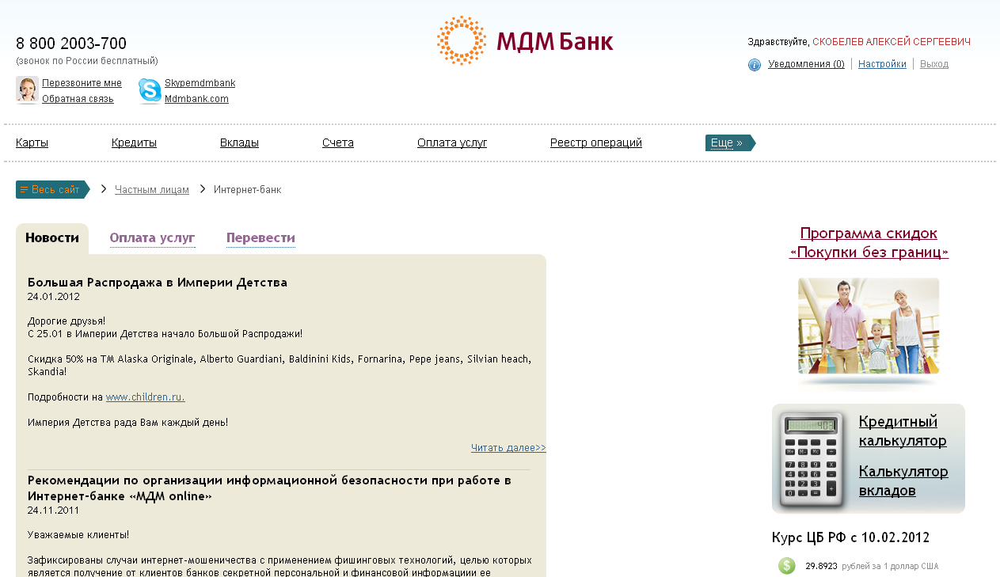 8 800 2003-700
(звонок по России бесплатный)
Перезвоните мне
Обратная связь
Skypemdmbank
Mdmbank.com
МДМ Банк
Здравствуйте, СКОБЕЛЕВ АЛЕКСЕЙ СЕРГЕЕВИЧ
Уведомления (0) Настройки Выход
Карты Кредиты Вклады Счета Оплата услуг Реестр операций Еще »
Весь сайт Частным лицам Интернет-банк
Новости Оплата услуг Перевести
Большая Распродажа в Империи Детства
24.01.2012
Дорогие друзья!
С 25.01 в Империи Детства начало Большой Распродажи!
Скидка 50% на ТМ Alaska Originale, Alberto Guardiani, Baldinini Kids, Fornarina, Pepe jeans, Silvian heach,
Skandia!
Подробности на www.children.ru.
Империя Детства рада Вам каждый день!
Читать далее>>
Рекомендации по организации информационной безопасности при работе в
Интернет-банке «МДМ online»
24.11.2011
Уважаемые клиенты!
Зафиксированы случаи интернет-мошеничества с применением фишинговых технологий, целью которых
является получение от клиентов банков секретной персональной и финансовой информациии ее
Программа скидок
«Покупки без границ»
Кредитный
калькулятор
Калькулятор
вкладов
Курс ЦБ РФ с 10.02.2012
29.8923 рублей за 1 доллар США